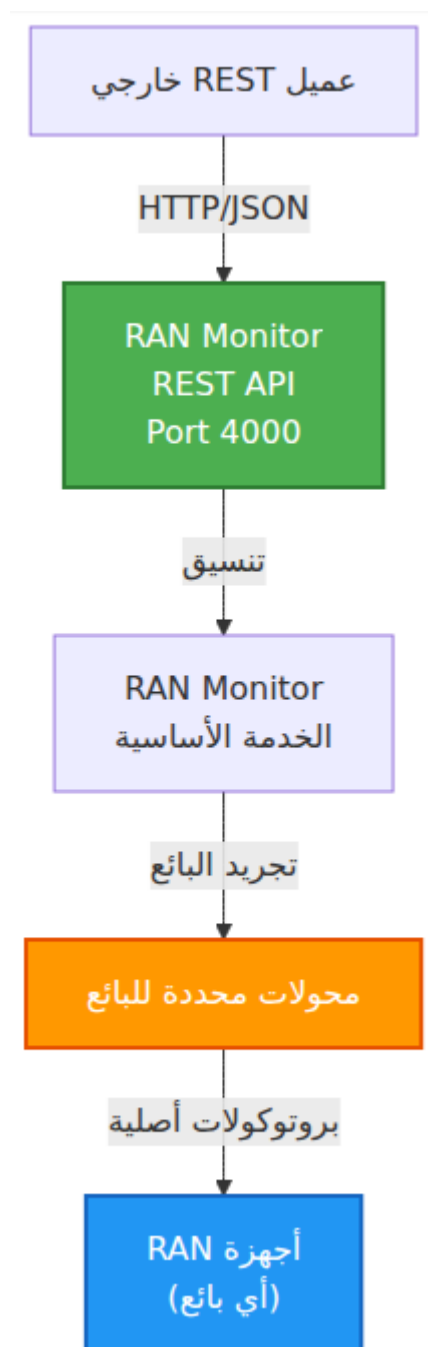 عميل REST خارجي
HTTP/JSON
RAN Monitor
REST API
Port 4000
تنسيق
RAN Monitor
الخدمة الأساسية
تجريد البائع
محولات محددة للبائع
بروتوكولات أصلية
أجهزة RAN
(أي بائع)